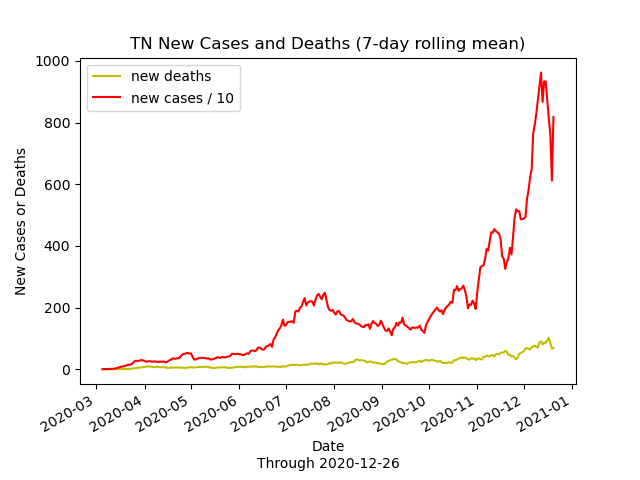 TN New Cases and Deaths (7-day rolling mean)
new deaths
new cases / 10
New Cases or Deaths
1000
800
600
400
200
0
2020-03
2020-04
2020-05
2020-06
2020-07
2020-08
2020-09
2020-10
2020-11
2020-12
2021-01
Date
Through 2020-12-26